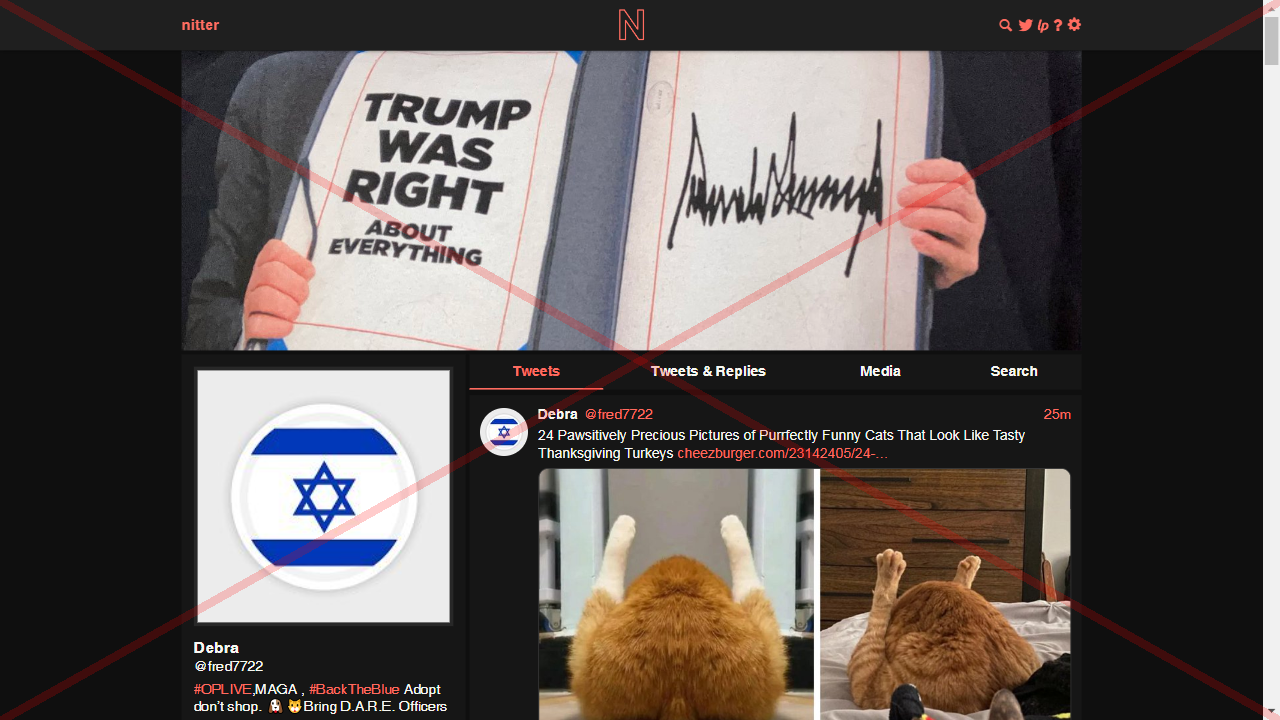 nitter
N
lp ?
TRUMP
WAS
RIGHT
ABOUT
EVERYTHING
Tweets
Tweets & Replies
Media
Search
Debra @fred7722
25m
24 Pawsitively Precious Pictures of Purrfectly Funny Cats That Look Like Tasty
Thanksgiving Turkeys cheezburger.com/23142405/24-…
Debra
@fred7722
#OPLIVE,MAGA , #BackTheBlue Adopt
don't shop. 🐶 🐱Bring D.A.R.E. Officers